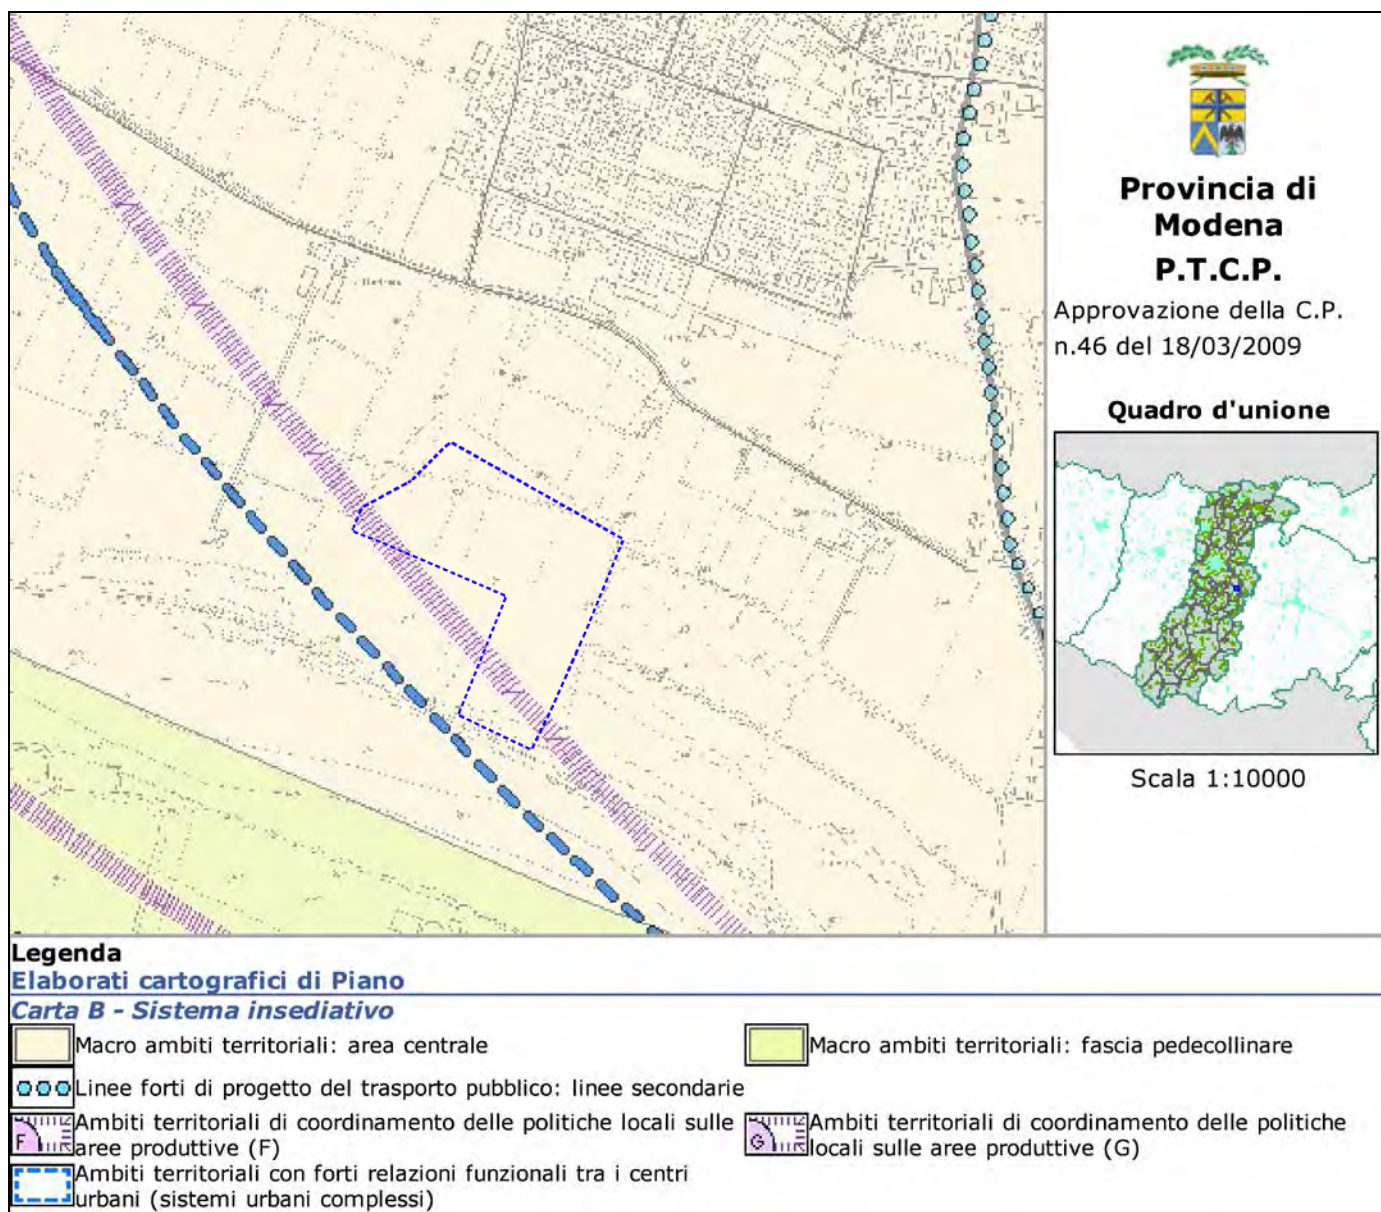 Provincia di
Modena
P.T.C.P.
Approvazione della C.P.
n.46 del 18/03/2009
Quadro d'unione
Scala 1:10000
Legenda
Elaborati cartografici di Piano
Carta B - Sistema insediativo
Macro ambiti territoriali: area centrale
Macro ambiti territoriali: fascia pedecollinare
Linee forti di progetto del trasporto pubblico: linee secondarie
F
Ambiti territoriali di coordinamento delle politiche locali sulle
aree produttive (F)
G
Ambiti territoriali di coordinamento delle politiche
locali sulle aree produttive (G)
Ambiti territoriali con forti relazioni funzionali tra i centri
urbani (sistemi urbani complessi)